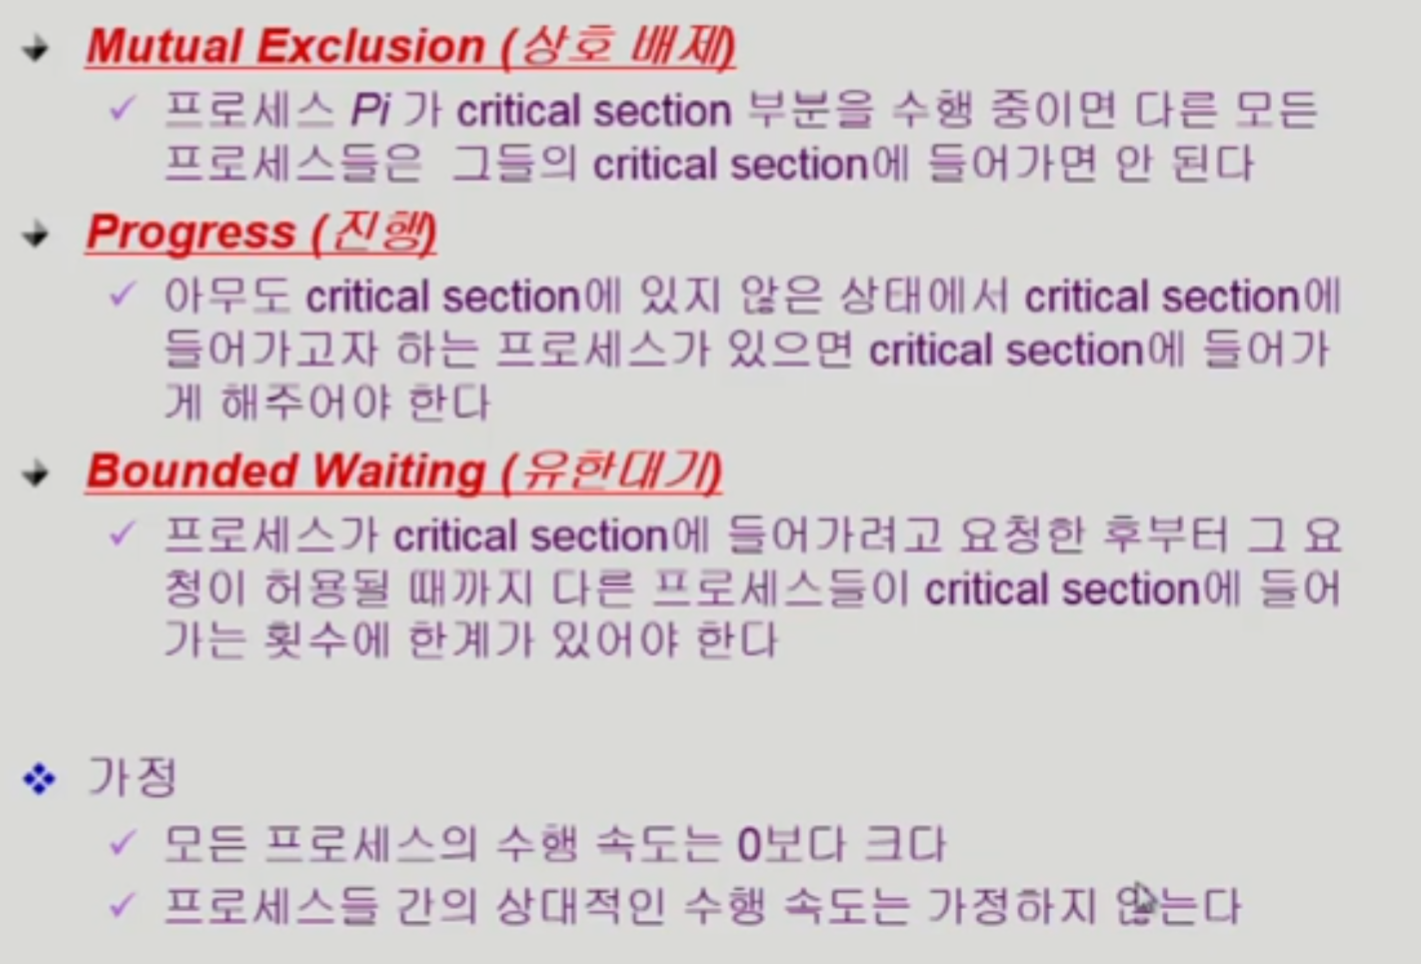 Mutual Exclusion (상호 배제)
프로세스 Pi 가 critical section 부분을 수행 중이면 다른 모든
프로세스들은 그들의 critical section에 들어가면 안 된다
Progress (진행)
아무도 critical section에 있지 않은 상태에서 critical section에
들어가고자 하는 프로세스가 있으면 critical section에 들어가
게 해주어야 한다
Bounded Waiting (유한대기)
프로세스가 critical section에 들어가려고 요청한 후부터 그 요
청이 허용될 때까지 다른 프로세스들이 critical section에 들어
가는 횟수에 한계가 있어야 한다
가정
모든 프로세스의 수행 속도는 0보다 크다
프로세스들 간의 상대적인 수행 속도는 가정하지 않는다